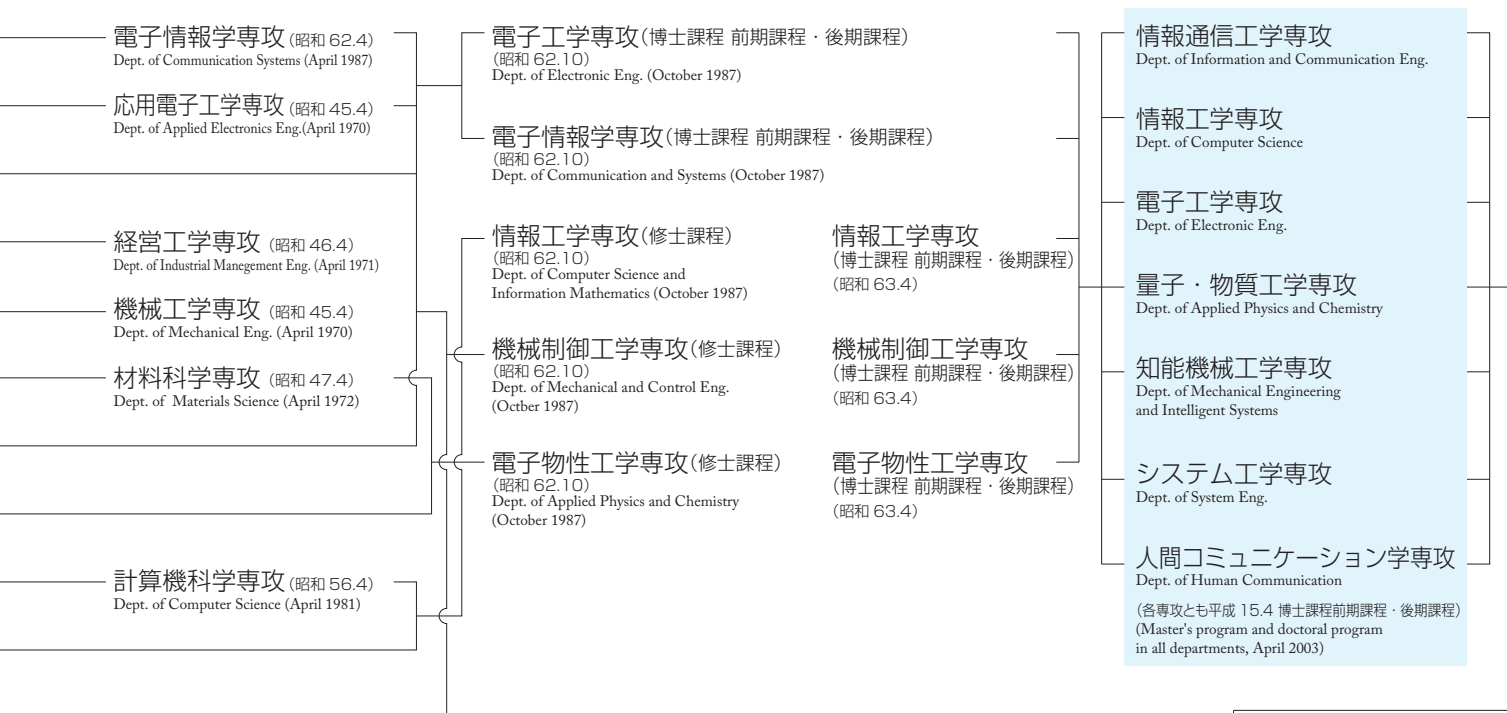 電子情報学専攻(昭和 62.4)
Dept. of Communication Systems (April 1987)
応用電子工学専攻(昭和 45.4)
Dept. of Applied Electronics Eng.(April 1970)
経営工学専攻(昭和 46.4)
Dept. of Industrial Manegement Eng. (April 1971)
機械工学専攻(昭和 45.4)
Dept. of Mechanical Eng. (April 1970)
材料科学専攻(昭和 47.4)
Dept. of Materials Science (April 1972)
計算機科学専攻(昭和 56.4)
Dept. of Computer Science (April 1981)
電子工学専攻(博士課程 前期課程・後期課程)
(昭和 62.10)
Dept. of Electronic Eng. (October 1987)
電子情報学専攻(博士課程 前期課程・後期課程)
(昭和 62.10)
Dept. of Communication and Systems (October 1987)
情報工学専攻(修士課程)
(昭和 62.10)
Dept. of Computer Science and
Information Mathematics (October 1987)
機械制御工学専攻(修士課程)
(昭和 62.10)
Dept. of Mechanical and Control Eng.
(Octber 1987)
電子物性工学専攻(修士課程)
(昭和 62.10)
Dept. of Applied Physics and Chemistry
(October 1987)
情報工学専攻
(博士課程 前期課程・後期課程)
(昭和 63.4)
機械制御工学専攻
(博士課程 前期課程・後期課程)
(昭和 63.4)
電子物性工学専攻
(博士課程 前期課程・後期課程)
(昭和 63.4)
情報通信工学専攻
Dept. of Information and Communication Eng.
情報工学専攻
Dept. of Computer Science
電子工学専攻
Dept. of Electronic Eng.
量子・物質工学専攻
Dept. of Applied Physics and Chemistry
知能機械工学専攻
Dept. of Mechanical Engineering
and Intelligent Systems
システム工学専攻
Dept. of System Eng.
人間コミュニケーション学専攻
Dept. of Human Communication
(各専攻とも平成 15.4 博士課程前期課程・後期課程)
(Master's program and doctoral program
in all departments, April 2003)